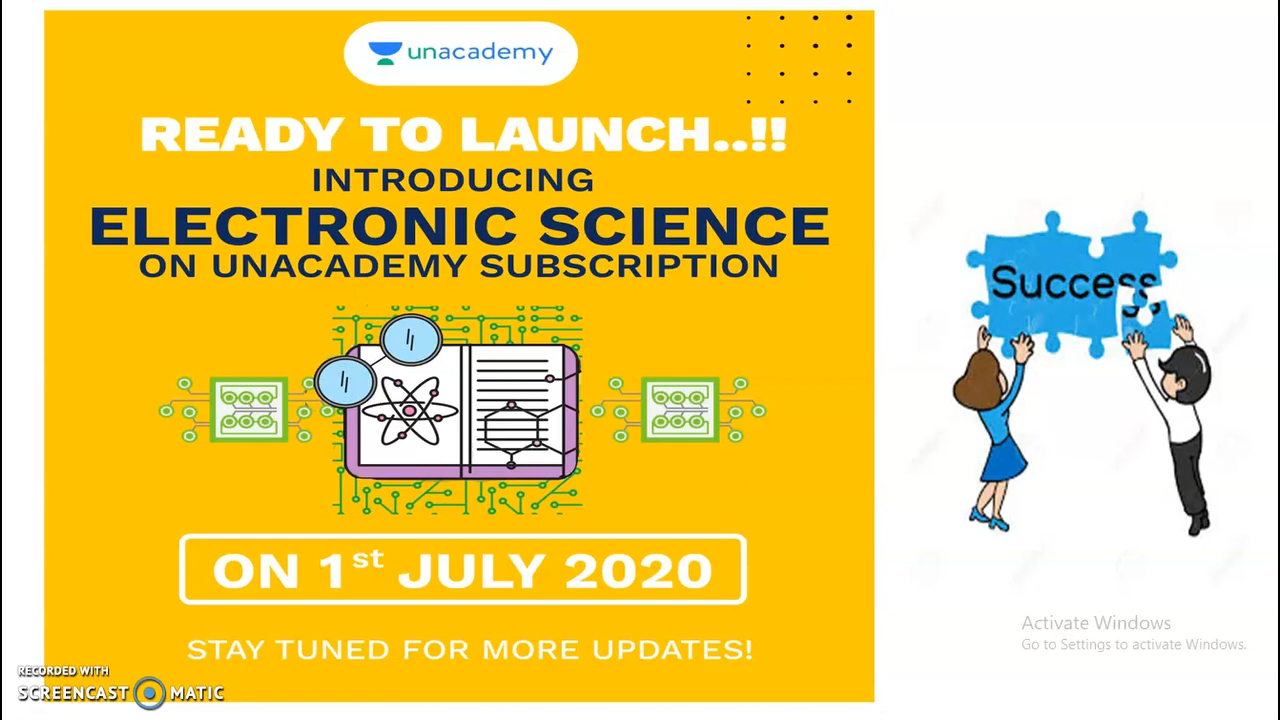 unacademy
READY TO LAUNCH..!!
INTRODUCING
ELECTRONIC SCIENCE
ON UNACADEMY SUBSCRIPTION
ON 1st JULY 2020
STAY TUNED FOR MORE UPDATES!
Success
Activate Windows
Go to Settings to activate Windows.
RECORDED WITH
SCREENCAST MATIC